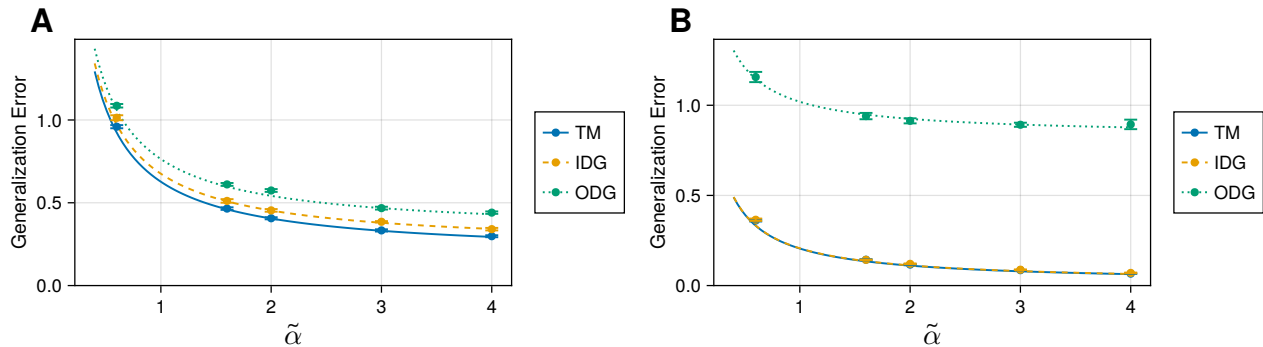 A
Generalization Error
1.0
0.5
0.0
1
2
3
4
α̃
TM
IDG
ODG
B
Generalization Error
1.0
0.5
0.0
1
2
3
4
α̃
TM
IDG
ODG